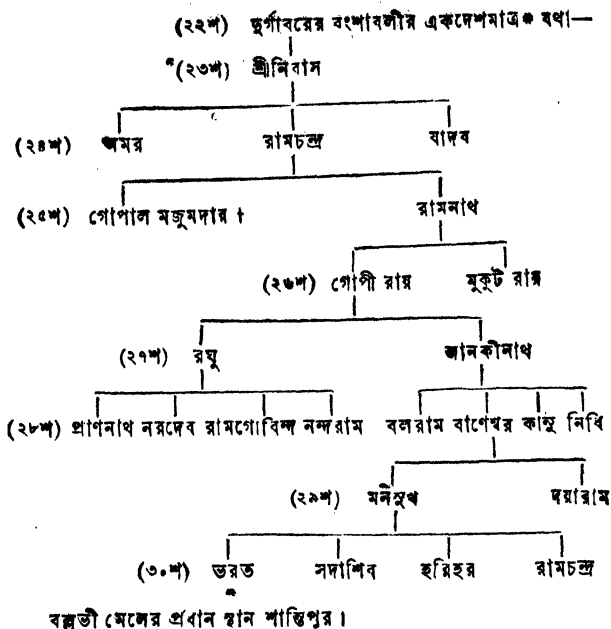 (২২শ) দুর্গাবরের বংশাবলীর একদেশমাত্র* যথা—
*(২৩শ) শ্রীনিবাস
(২৪শ) অমর রামচন্দ্র যাদব
(২৫শ) গোপাল মজুমদার † রামনাথ
(২৬শ) গোপী রায় মুকুট রায়
(২৭শ) রঘু জানকীনাথ
(২৮শ) প্রাণনাথ নরদেব রামগোবিন্দ নন্দরাম বলরাম বাণেশ্বর কানু নিধি
(২৯শ) মনসুখ দয়ারাম
(৩০শ) ভরত সদাশিব হরিহর রামচন্দ্র
বল্লভী মেলের প্রধান স্থান শান্তিপুর।